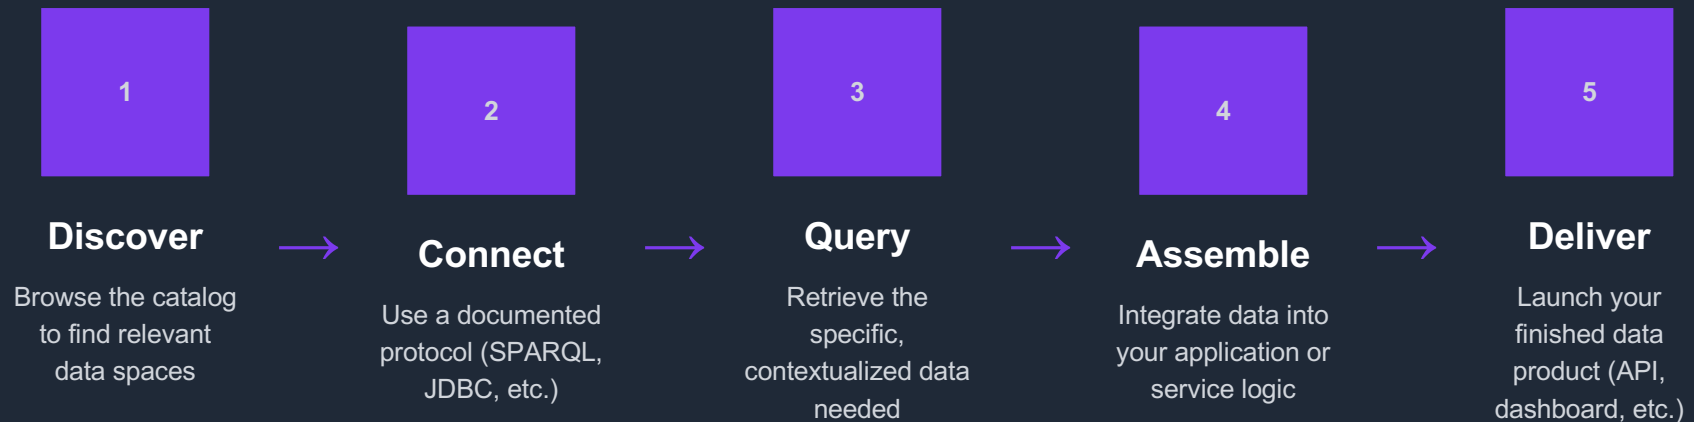 1
Discover
Browse the catalog
to find relevant
data spaces
→
2
Connect
Use a documented
protocol (SPARQL,
JDBC, etc.)
→
3
Query
Retrieve the
specific,
contextualized data
needed
→
4
Assemble
Integrate data into
your application or
service logic
→
5
Deliver
Launch your
finished data
product (API,
dashboard, etc.)